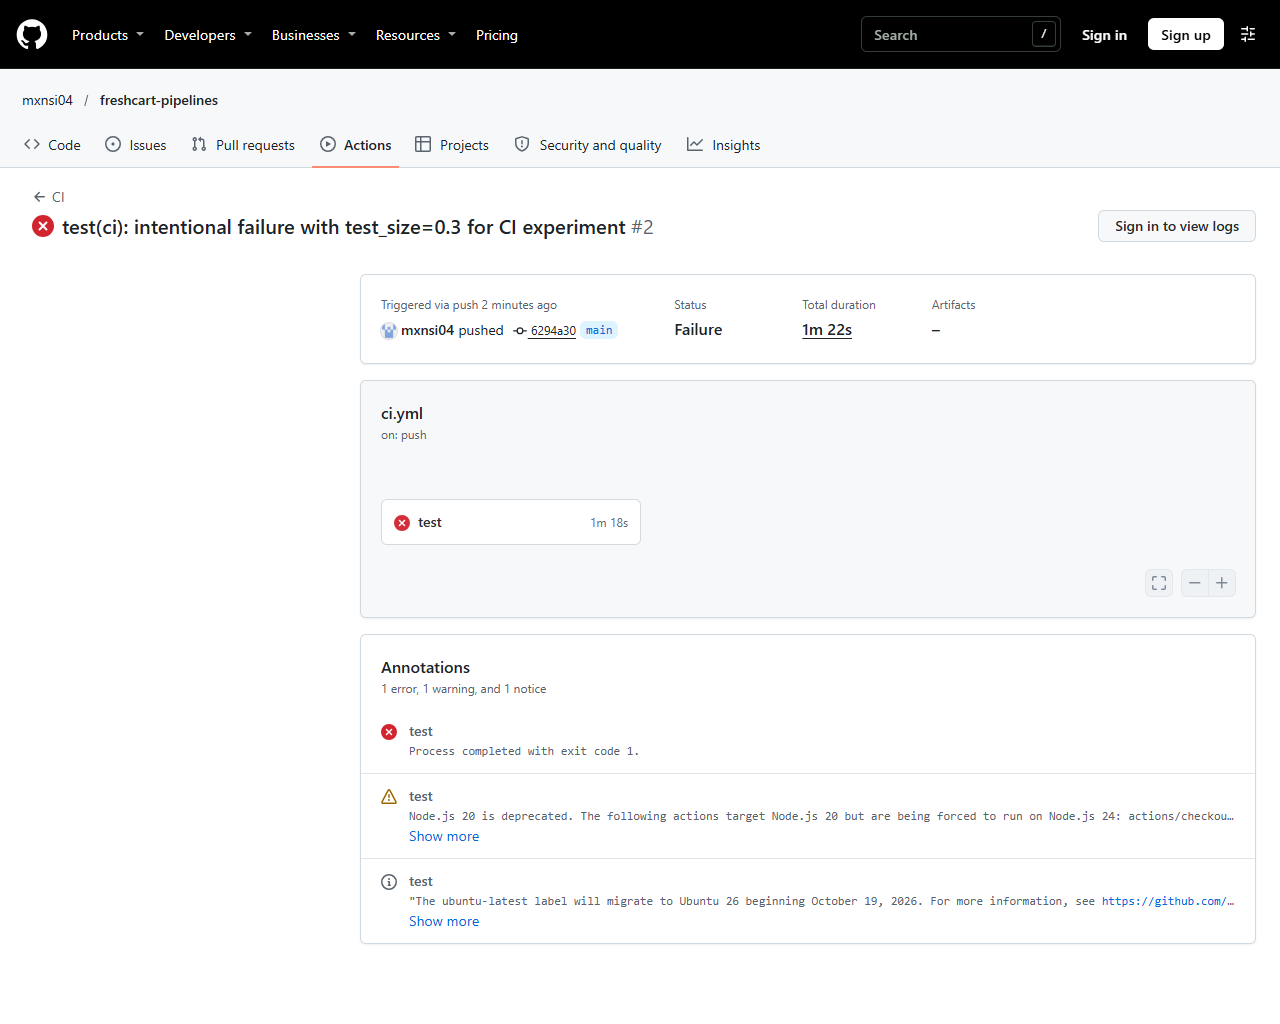 Products
Developers
Businesses
Resources
Pricing
Search
/
Sign in
Sign up
mxnsi04 / freshcart-pipelines
Code
Issues
Pull requests
Actions
Projects
Security and quality
Insights
← CI
test(ci): intentional failure with test_size=0.3 for CI experiment #2
Sign in to view logs
Triggered via push 2 minutes ago
mxnsi04 pushed 6294a30 main
Status
Failure
Total duration
1m 22s
Artifacts
–
ci.yml
on: push
test 1m 18s
Annotations
1 error, 1 warning, and 1 notice
test
Process completed with exit code 1.
test
Node.js 20 is deprecated. The following actions target Node.js 20 but are being forced to run on Node.js 24: actions/checkou…
Show more
test
"The ubuntu-latest label will migrate to Ubuntu 26 beginning October 19, 2026. For more information, see https://github.com/…
Show more